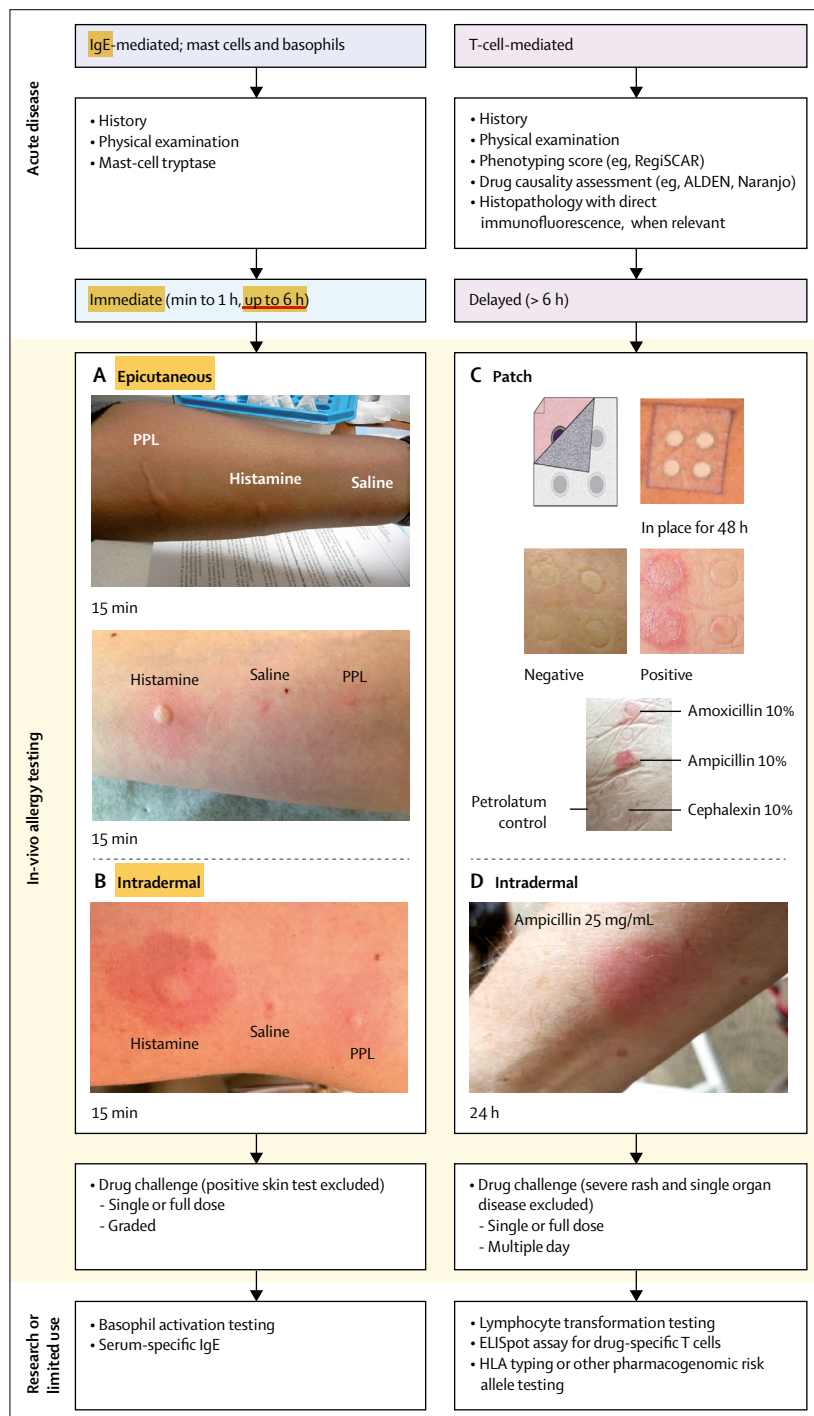 Acute disease
IgE-mediated; mast cells and basophils
• History
• Physical examination
• Mast-cell tryptase
Immediate (min to 1 h, up to 6 h)
T-cell-mediated
• History
• Physical examination
• Phenotyping score (eg, RegiSCAR)
• Drug causality assessment (eg, ALDEN, Naranjo)
• Histopathology with direct
immunofluorescence, when relevant
Delayed (> 6 h)
In-vivo allergy testing
A Epicutaneous
PPL
Histamine
Saline
15 min
Histamine
Saline
PPL
15 min
B Intradermal
Histamine
Saline
PPL
15 min
• Drug challenge (positive skin test excluded)
- Single or full dose
- Graded
C Patch
In place for 48 h
Negative
Positive
Amoxicillin 10%
Ampicillin 10%
Petrolatum
control
Cephalexin 10%
D Intradermal
Ampicillin 25 mg/mL
24 h
• Drug challenge (severe rash and single organ
disease excluded)
- Single or full dose
- Multiple day
Research or
limited use
• Basophil activation testing
• Serum-specific IgE
• Lymphocyte transformation testing
• ELISpot assay for drug-specific T cells
• HLA typing or other pharmacogenomic risk
allele testing